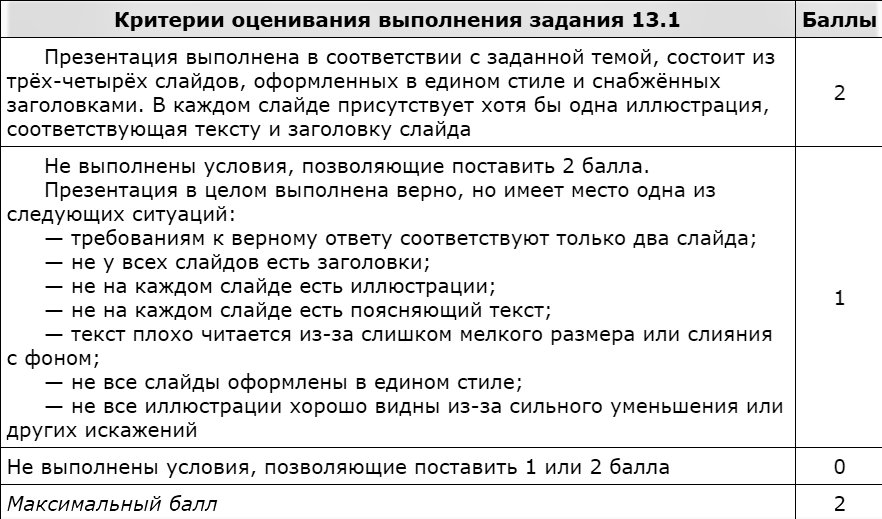 Критерии оценивания выполнения задания 13.1 Баллы
Презентация выполнена в соответствии с заданной темой, состоит из
трёх-четырёх слайдов, оформленных в едином стиле и снабжённых
заголовками. В каждом слайде присутствует хотя бы одна иллюстрация,
соответствующая тексту и заголовку слайда
2
Не выполнены условия, позволяющие поставить 2 балла.
Презентация в целом выполнена верно, но имеет место одна из
следующих ситуаций:
— требованиям к верному ответу соответствуют только два слайда;
— не у всех слайдов есть заголовки;
— не на каждом слайде есть иллюстрации;
— не на каждом слайде есть поясняющий текст;
— текст плохо читается из-за слишком мелкого размера или слияния
с фоном;
— не все слайды оформлены в едином стиле;
— не все иллюстрации хорошо видны из-за сильного уменьшения или
других искажений
1
Не выполнены условия, позволяющие поставить 1 или 2 балла 0
Максимальный балл 2